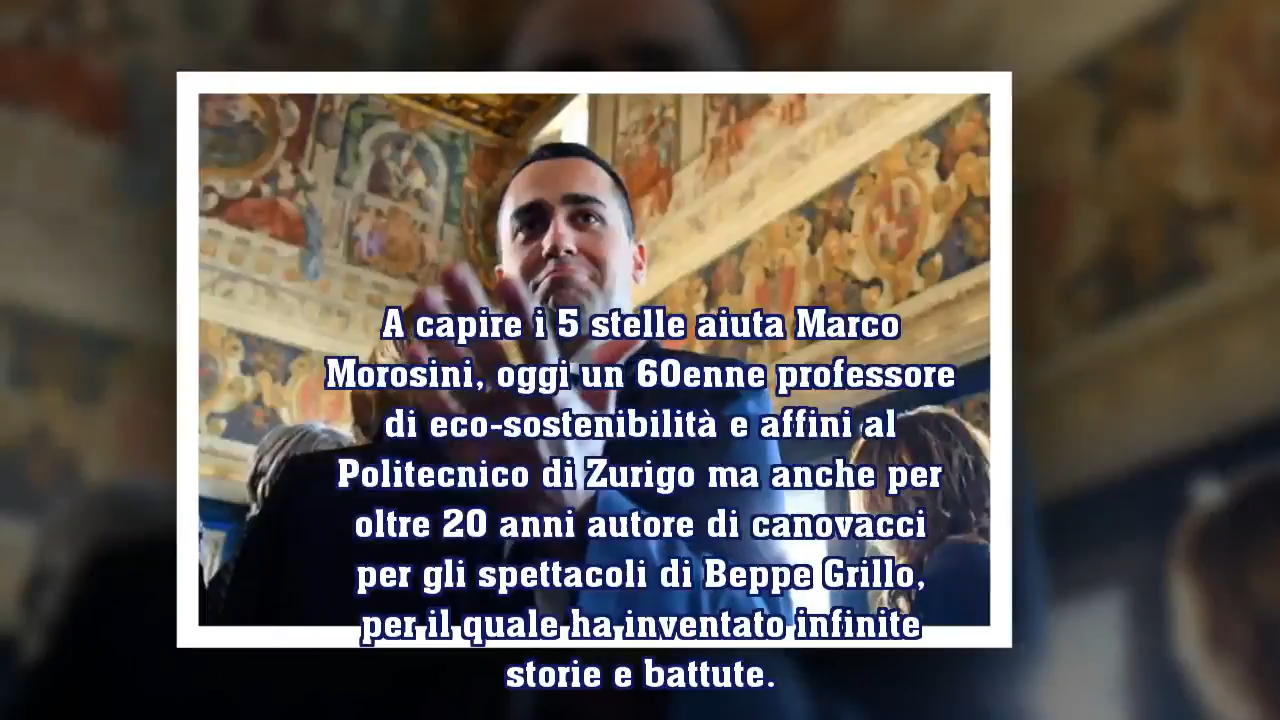 A capire i 5 stelle aiuta Marco
Morosini, oggi un 60enne professore
di eco-sostenibilità e affini al
Politecnico di Zurigo ma anche per
oltre 20 anni autore di canovacci
per gli spettacoli di Beppe Grillo,
per il quale ha inventato infinite
storie e battute.